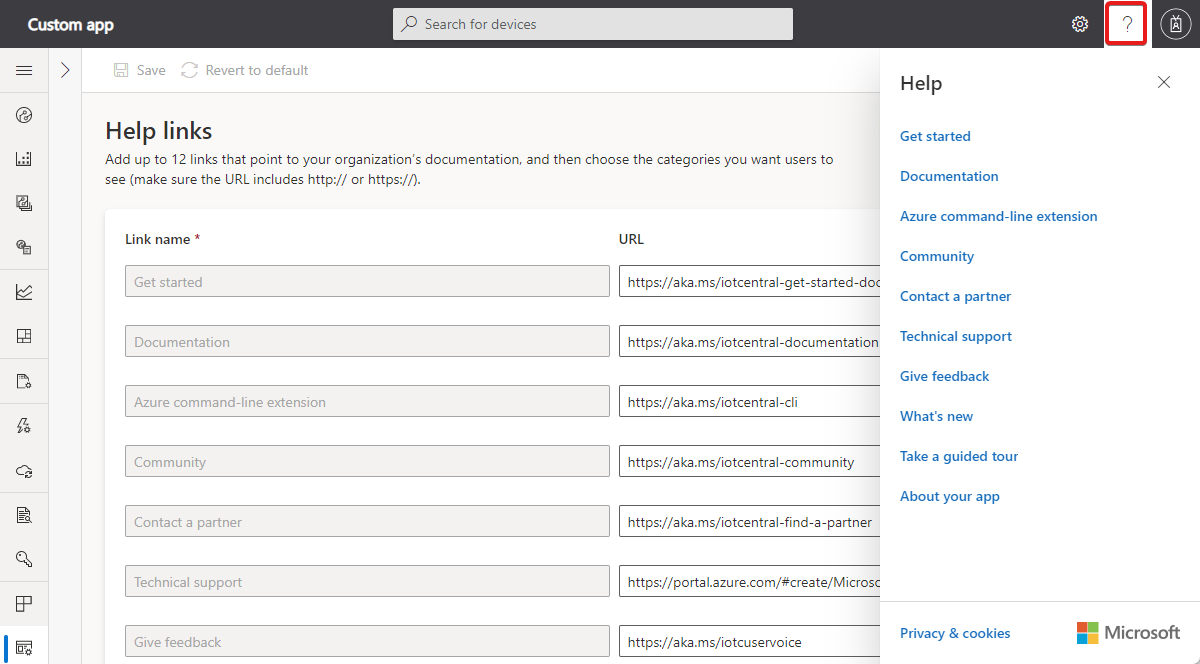 Custom app
Search for devices
?
Save
Revert to default
Help links
Add up to 12 links that point to your organization's documentation, and then choose the categories you want users to
see (make sure the URL includes http:// or https://).
Link name *
URL
Get started
https://aka.ms/iotcentral-get-started-doc
Documentation
https://aka.ms/iotcentral-documentation
Azure command-line extension
https://aka.ms/iotcentral-cli
Community
https://aka.ms/iotcentral-community
Contact a partner
https://aka.ms/iotcentral-find-a-partner
Technical support
https://portal.azure.com/#create/Microso
Give feedback
https://aka.ms/iotcuservoice
Help
Get started
Documentation
Azure command-line extension
Community
Contact a partner
Technical support
Give feedback
What's new
Take a guided tour
About your app
Privacy & cookies
Microsoft